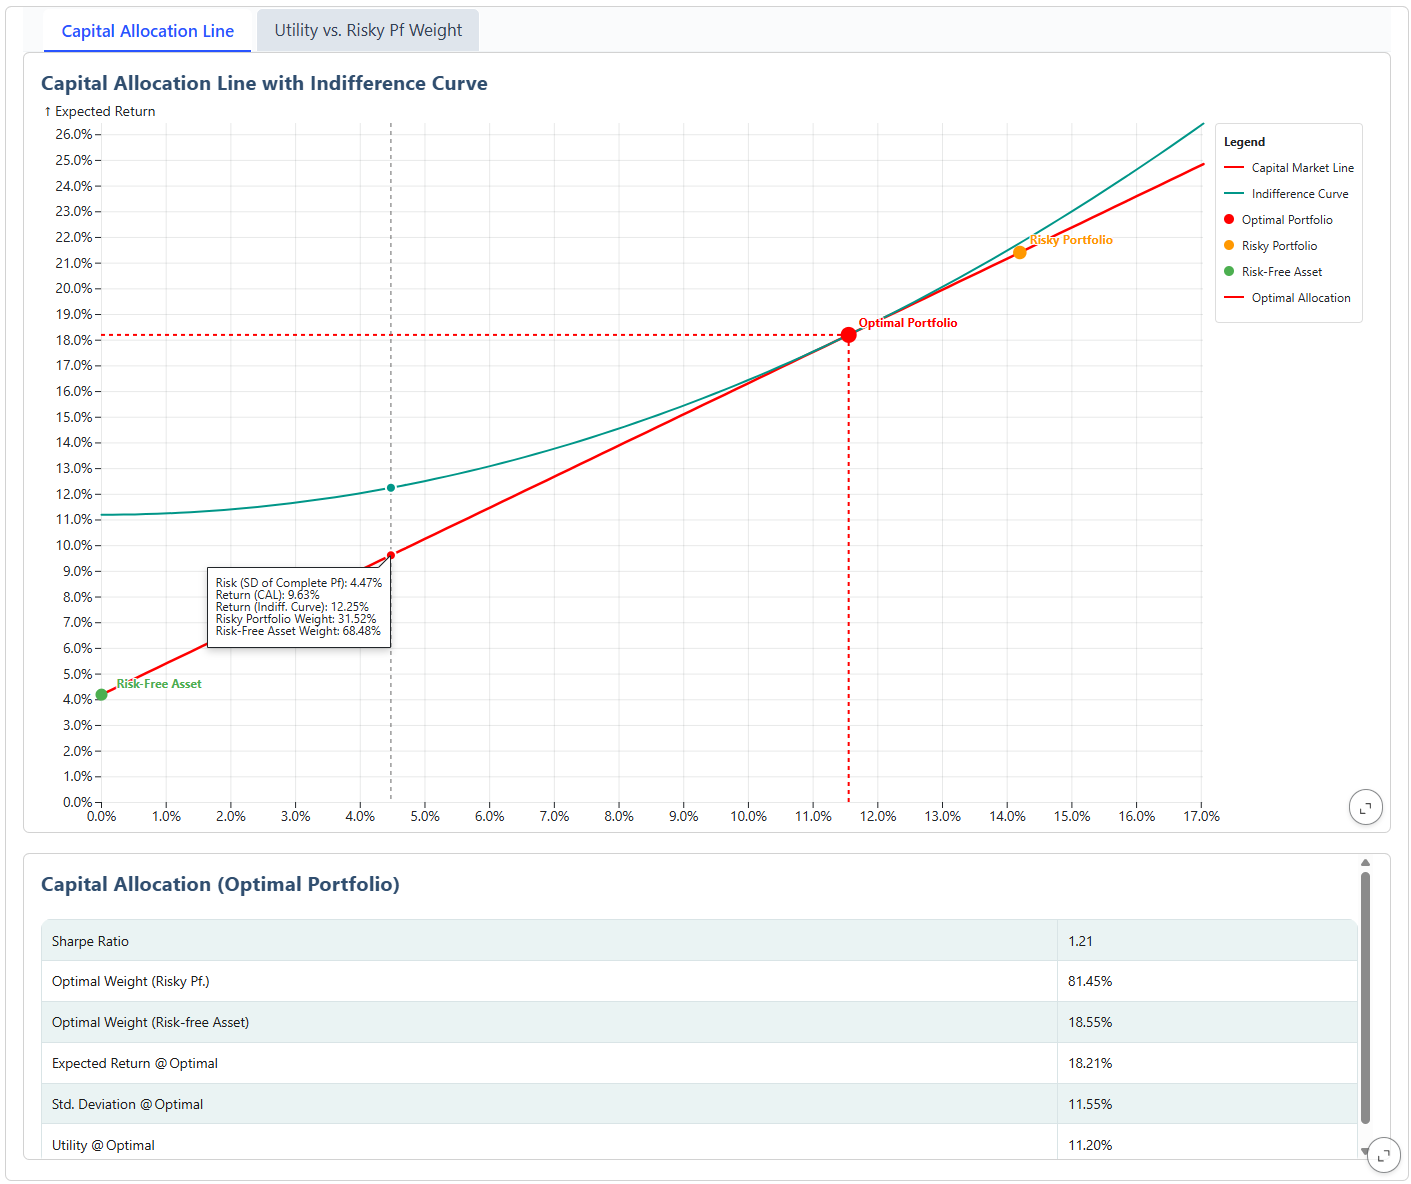 Capital Allocation Line
Utility vs. Risky Pf Weight
Capital Allocation Line with Indifference Curve
↑ Expected Return
26.0%
25.0%
24.0%
23.0%
22.0%
21.0%
20.0%
19.0%
18.0%
17.0%
16.0%
15.0%
14.0%
13.0%
12.0%
11.0%
10.0%
9.0%
8.0%
7.0%
6.0%
5.0%
4.0%
3.0%
2.0%
1.0%
0.0%
0.0% 1.0% 2.0% 3.0% 4.0% 5.0% 6.0% 7.0% 8.0% 9.0% 10.0% 11.0% 12.0% 13.0% 14.0% 15.0% 16.0% 17.0%
Risky Portfolio
Optimal Portfolio
Risk (SD of Complete Pf): 4.47%
Return (CAL): 9.63%
Return (Indiff. Curve): 12.25%
Risky Portfolio Weight: 31.52%
Risk-Free Asset Weight: 68.48%
Risk-Free Asset
Legend
Capital Market Line
Indifference Curve
Optimal Portfolio
Risky Portfolio
Risk-Free Asset
Optimal Allocation
Capital Allocation (Optimal Portfolio)
Sharpe Ratio 1.21
Optimal Weight (Risky Pf.) 81.45%
Optimal Weight (Risk-free Asset) 18.55%
Expected Return @ Optimal 18.21%
Std. Deviation @ Optimal 11.55%
Utility @ Optimal 11.20%